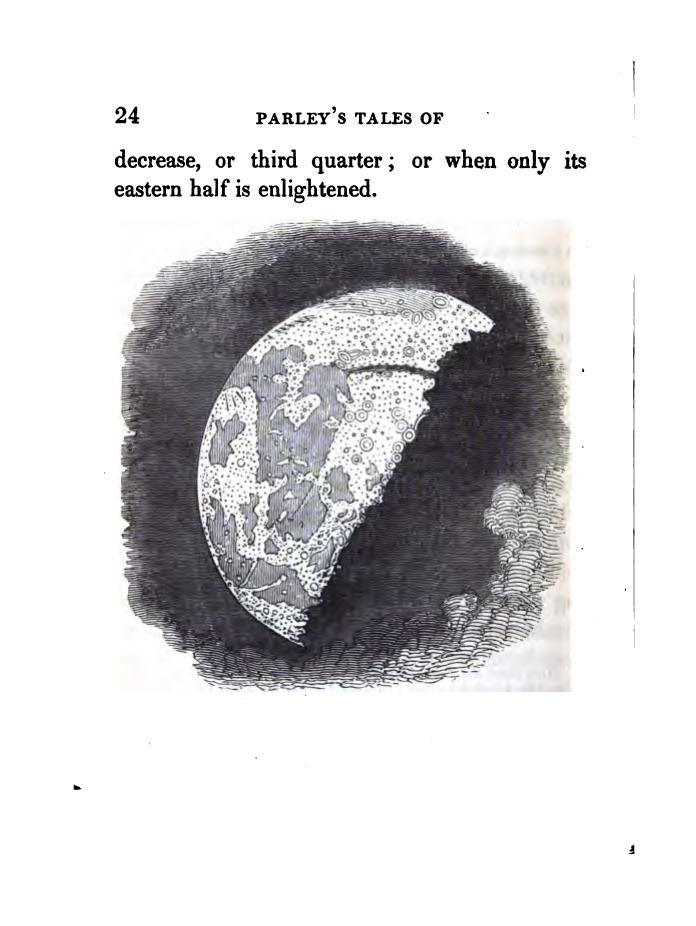 24 PARLEY'S TALES OF
decrease, or third quarter; or when only its
eastern half is enlightened.